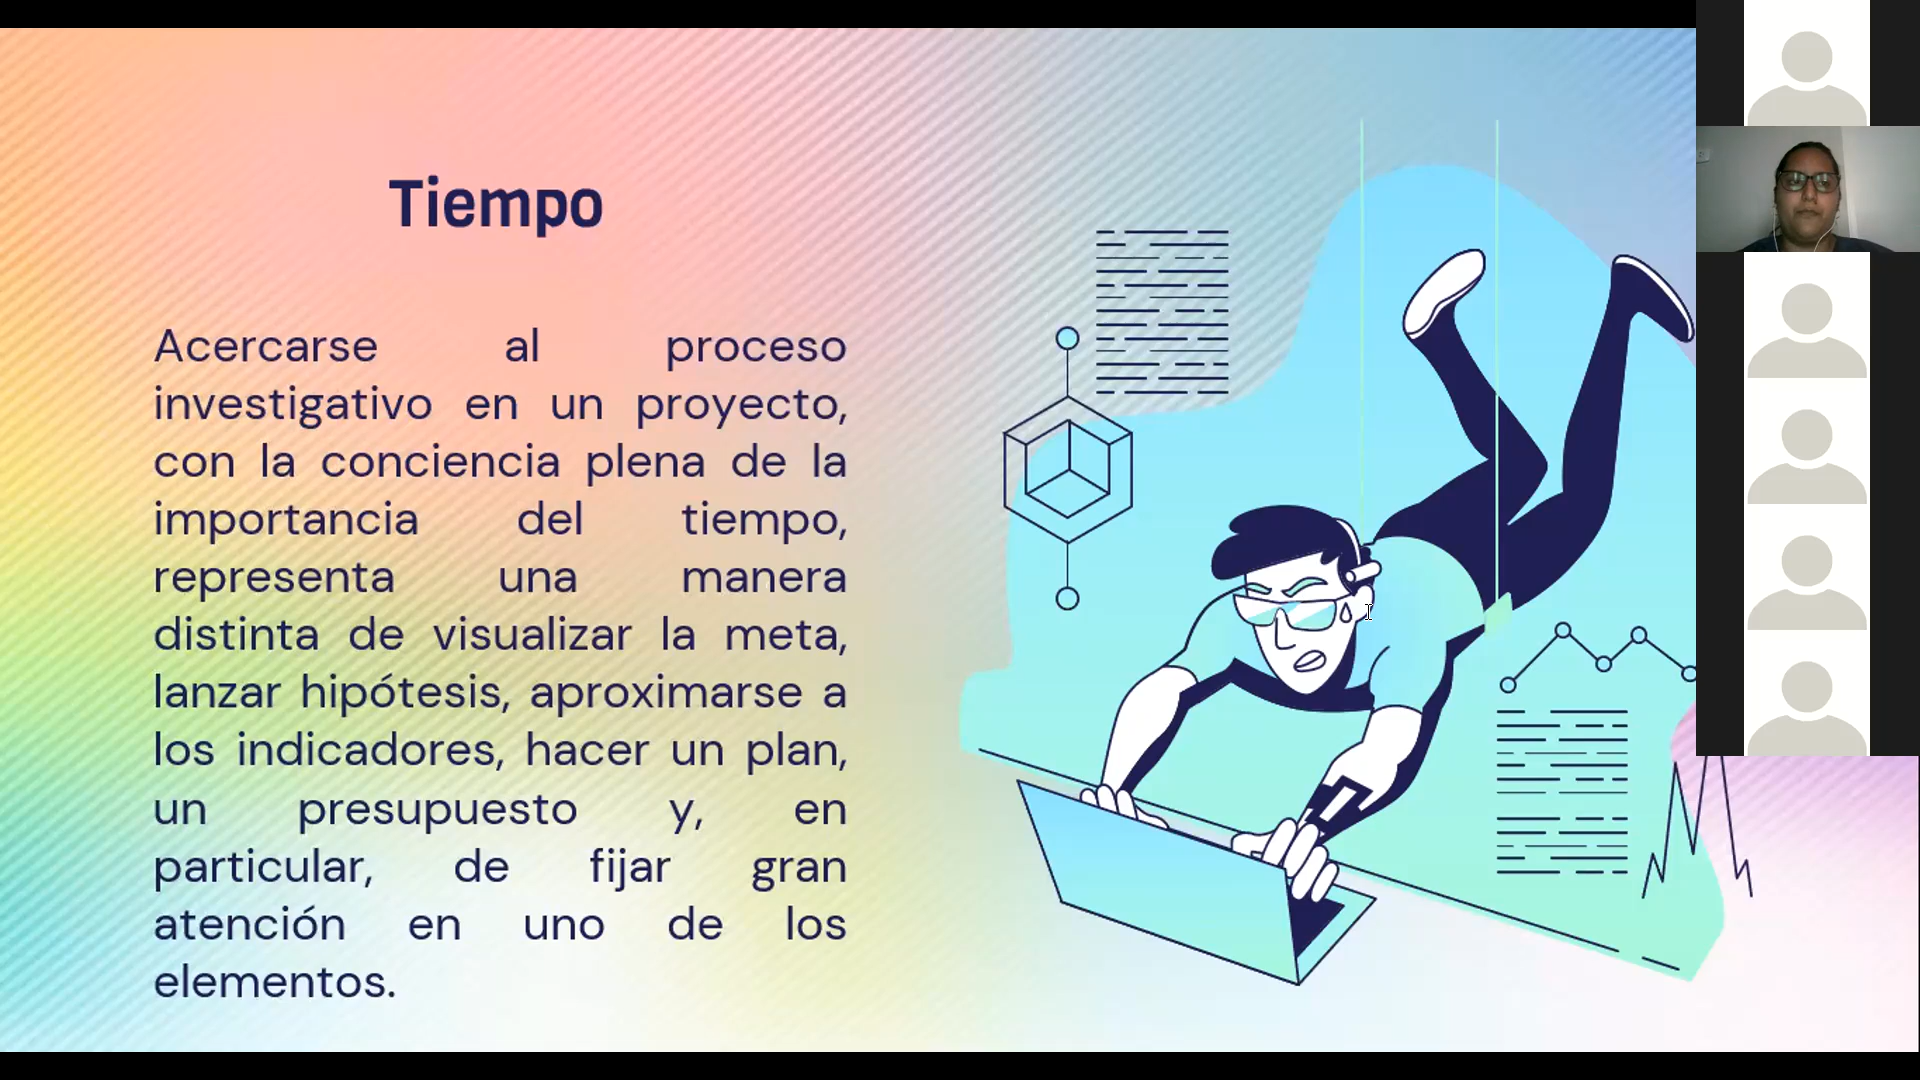 Tiempo
Acercarse al proceso
investigativo en un proyecto,
con la conciencia plena de la
importancia del tiempo,
representa una manera
distinta de visualizar la meta,
lanzar hipótesis, aproximarse a
los indicadores, hacer un plan,
un presupuesto y, en
particular, de fijar gran
atención en uno de los
elementos.